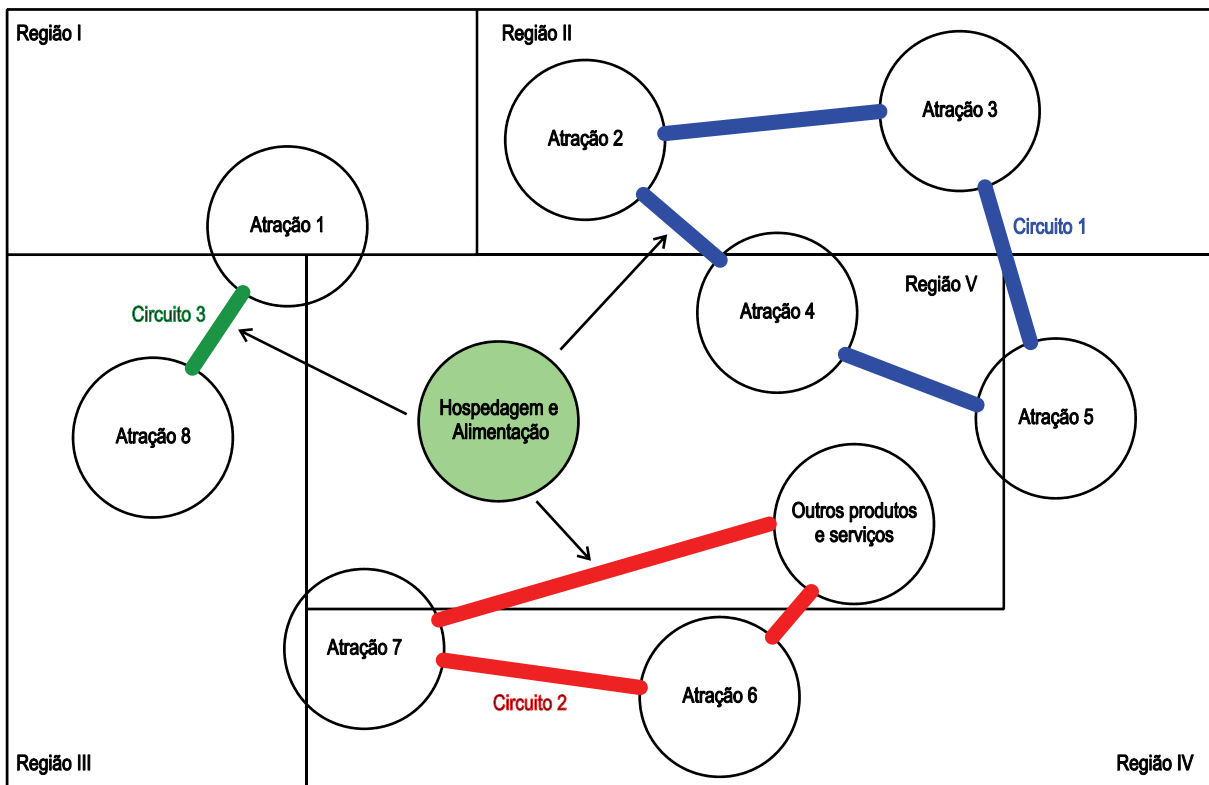 Região I
Região II
Atração 3
Atração 2
Atração 1
Circuito 1
Região V
Circuito 3
Atração 4
Hospedagem e
Alimentação
Atração 5
Atração 8
Outros produtos
e serviços
Atração 7
Atração 6
Circuito 2
Região III
Região IV